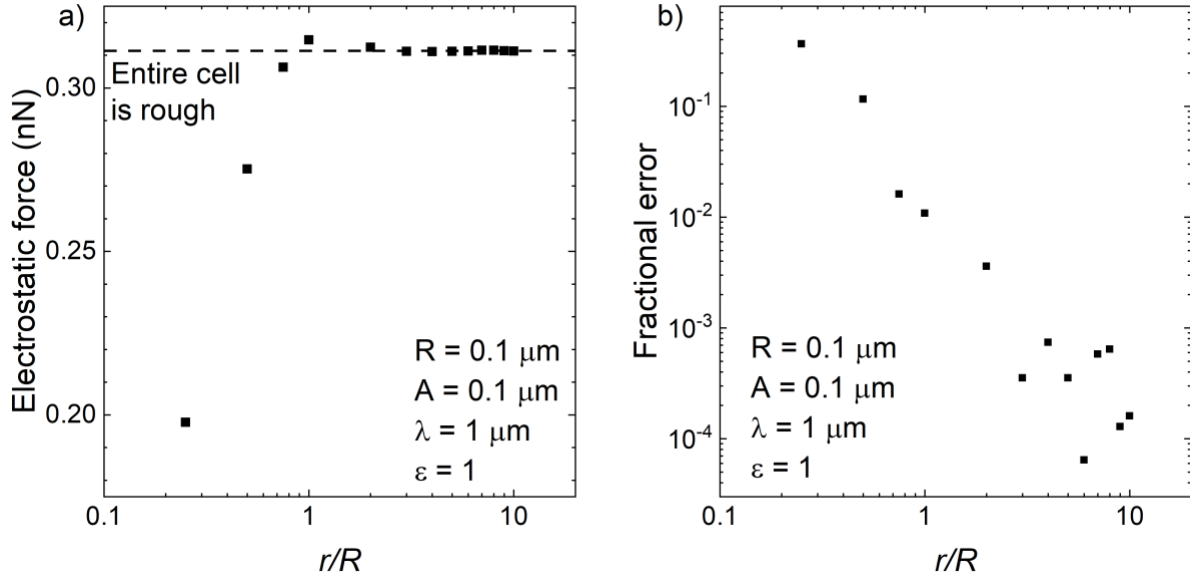 a)
Electrostatic force (nN)
0.30
0.25
0.20
Entire cell
is rough
R = 0.1 μm
A = 0.1 μm
λ = 1 μm
ε = 1
0.1
1
10
r/R
b)
Fractional error
10⁻¹
10⁻²
10⁻³
10⁻⁴
R = 0.1 μm
A = 0.1 μm
λ = 1 μm
ε = 1
0.1
1
10
r/R